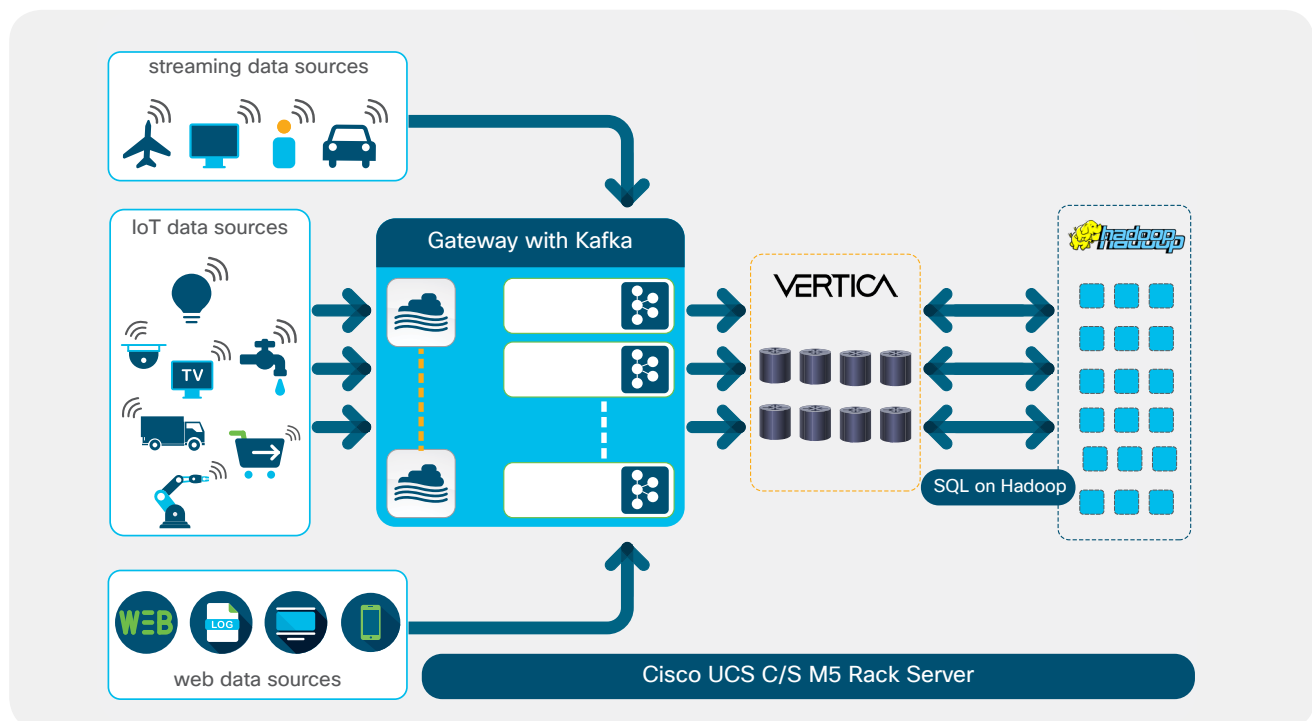 streaming data sources
IoT data sources
TV
Gateway with Kafka
VERTICA
hadoop
SQL on Hadoop
WEB
LOG
web data sources
Cisco UCS C/S M5 Rack Server